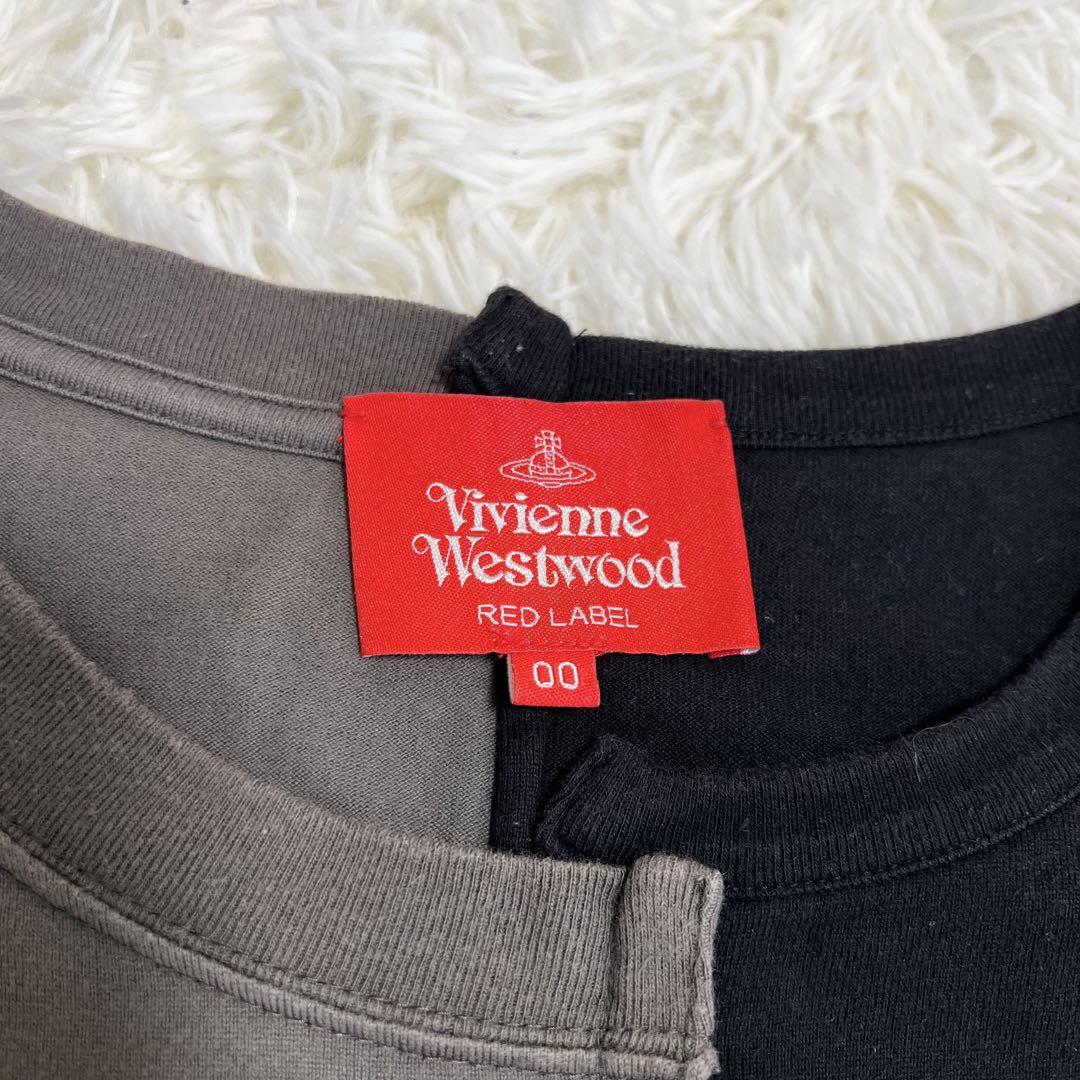 Vivienne
Westwood
RED LABEL
00